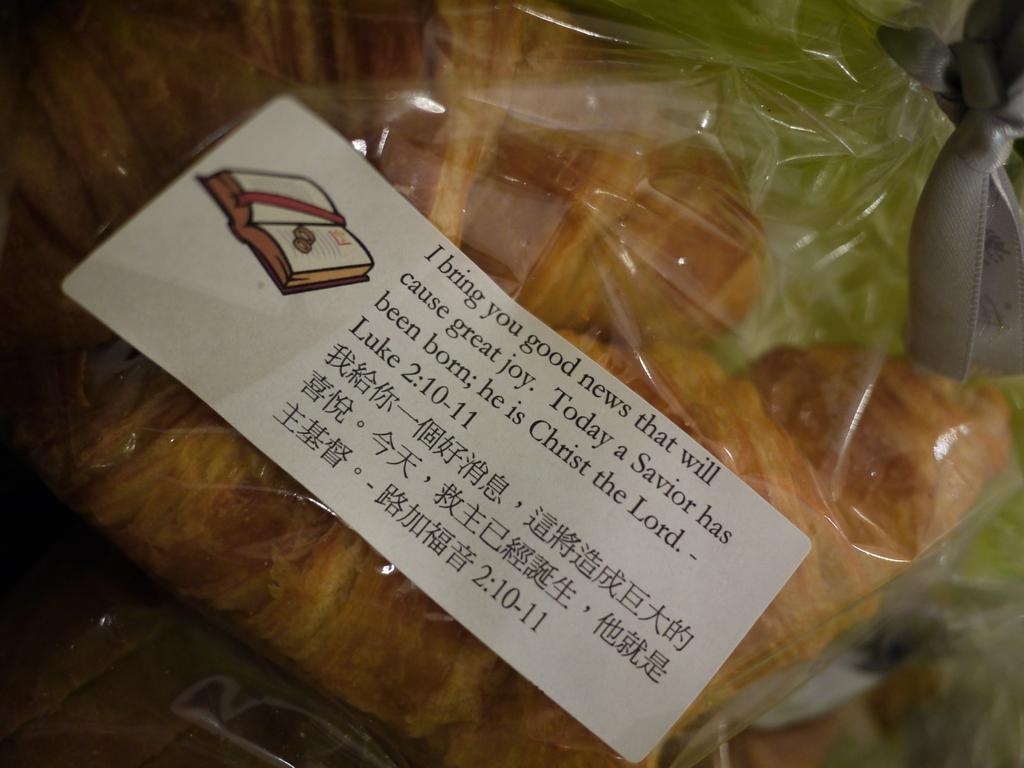 I bring you good news that will
cause great joy. Today a Savior has
been born; he is Christ the Lord. -
Luke 2:10-11
我給你一個好消息，這將造成巨大的
喜悅。今天，救主已經誕生，他就是
主基督。- 路加福音 2:10-11